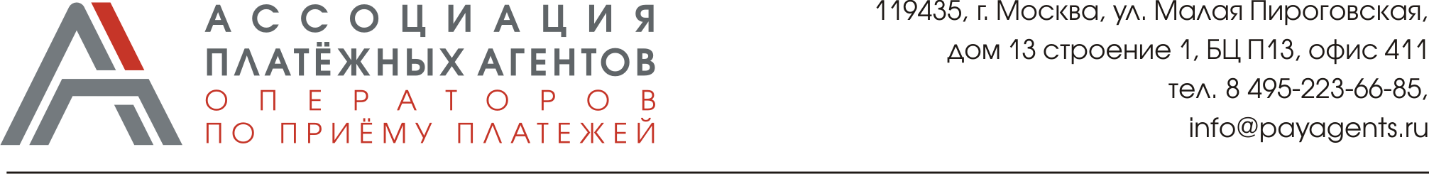 АССОЦИАЦИЯ
ПЛАТЁЖНЫХ АГЕНТОВ
ОПЕРАТОРОВ
ПО ПРИЁМУ ПЛАТЕЖЕЙ
119435, г. Москва, ул. Малая Пироговская,
дом 13 строение 1, БЦ П13, офис 411
тел. 8 495-223-66-85,
info@payagents.ru